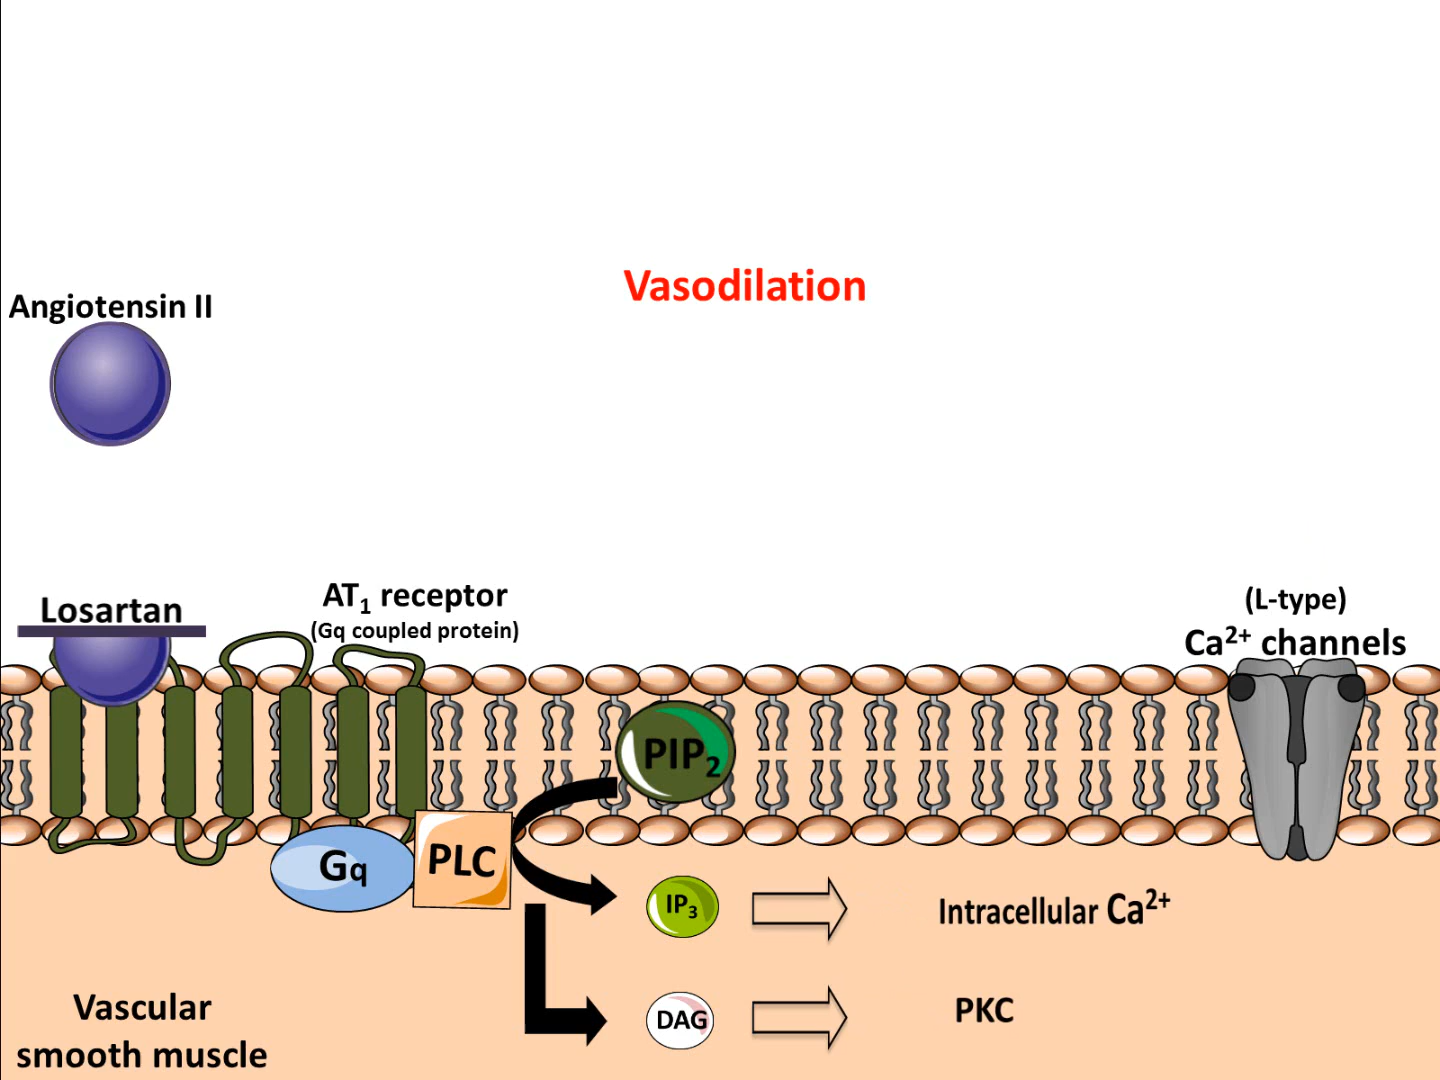 Vasodilation
Angiotensin II
Losartan
AT₁ receptor
(Gq coupled protein)
(L-type)
Ca²⁺ channels
PIP₂
Gq
PLC
IP₃
Intracellular Ca²⁺
DAG
PKC
Vascular
smooth muscle